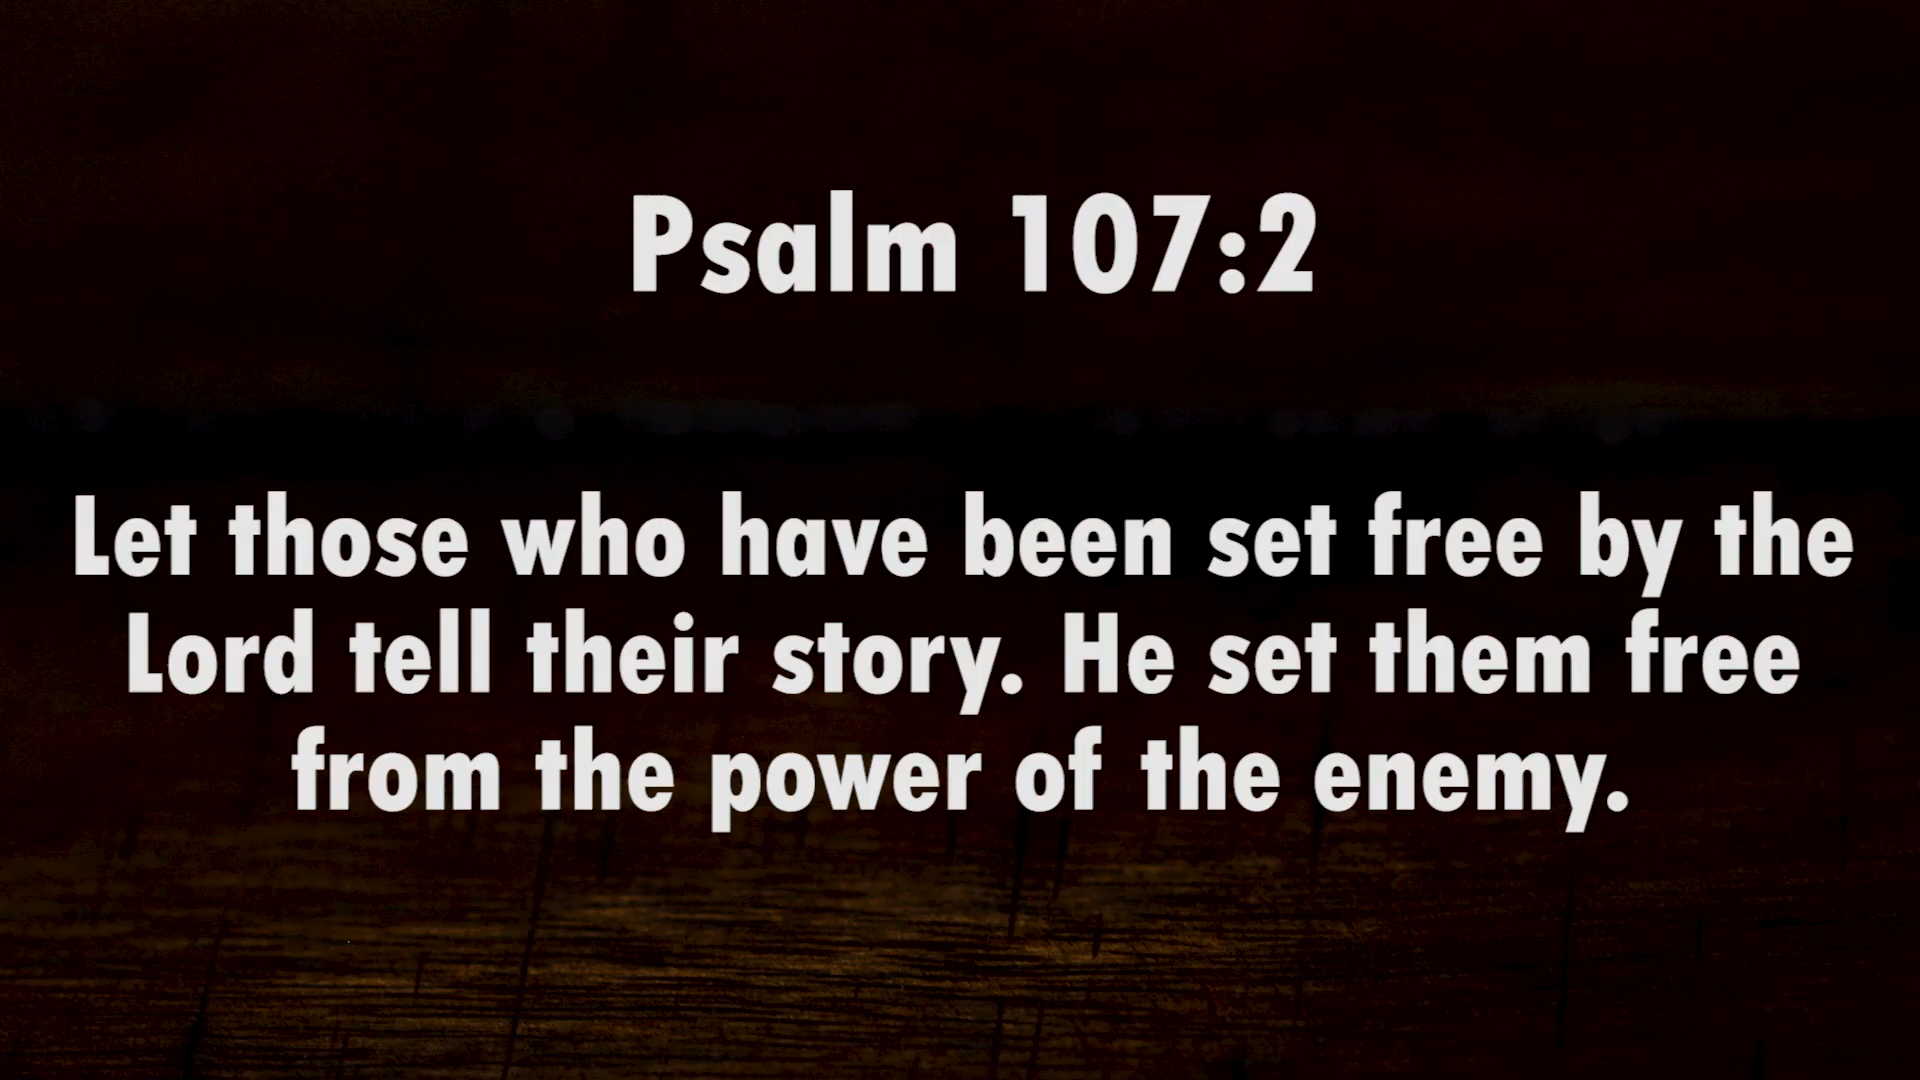 Psalm 107:2
Let those who have been set free by the
Lord tell their story. He set them free
from the power of the enemy.